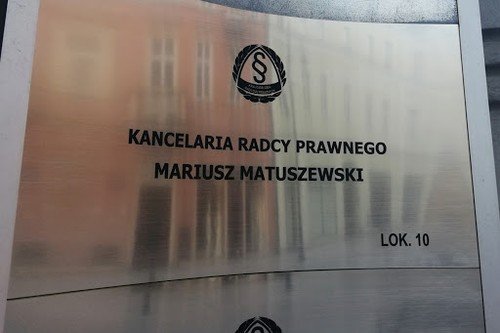 §
KANCELARIA RADCY PRAWNEGO
MARIUSZ MATUSZEWSKI
LOK. 10